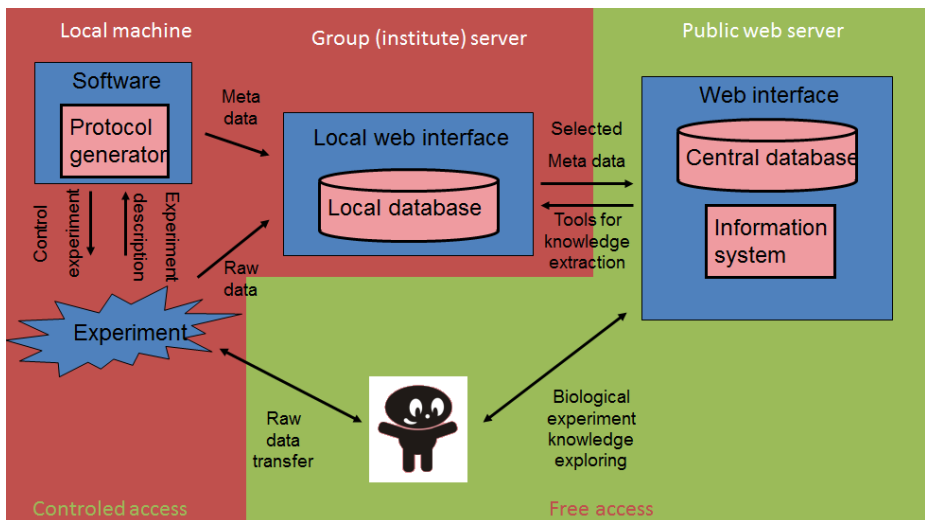 Local machine
Group (institute) server
Public web server
Software
Protocol
generator
Meta
data
Local web interface
Local database
Selected
Meta data
Tools for
knowledge
extraction
Web interface
Central database
Information
system
Control
experiment
Experiment
description
Raw
data
Experiment
Raw
data
transfer
Biological
experiment
knowledge
exploring
Controled access
Free access